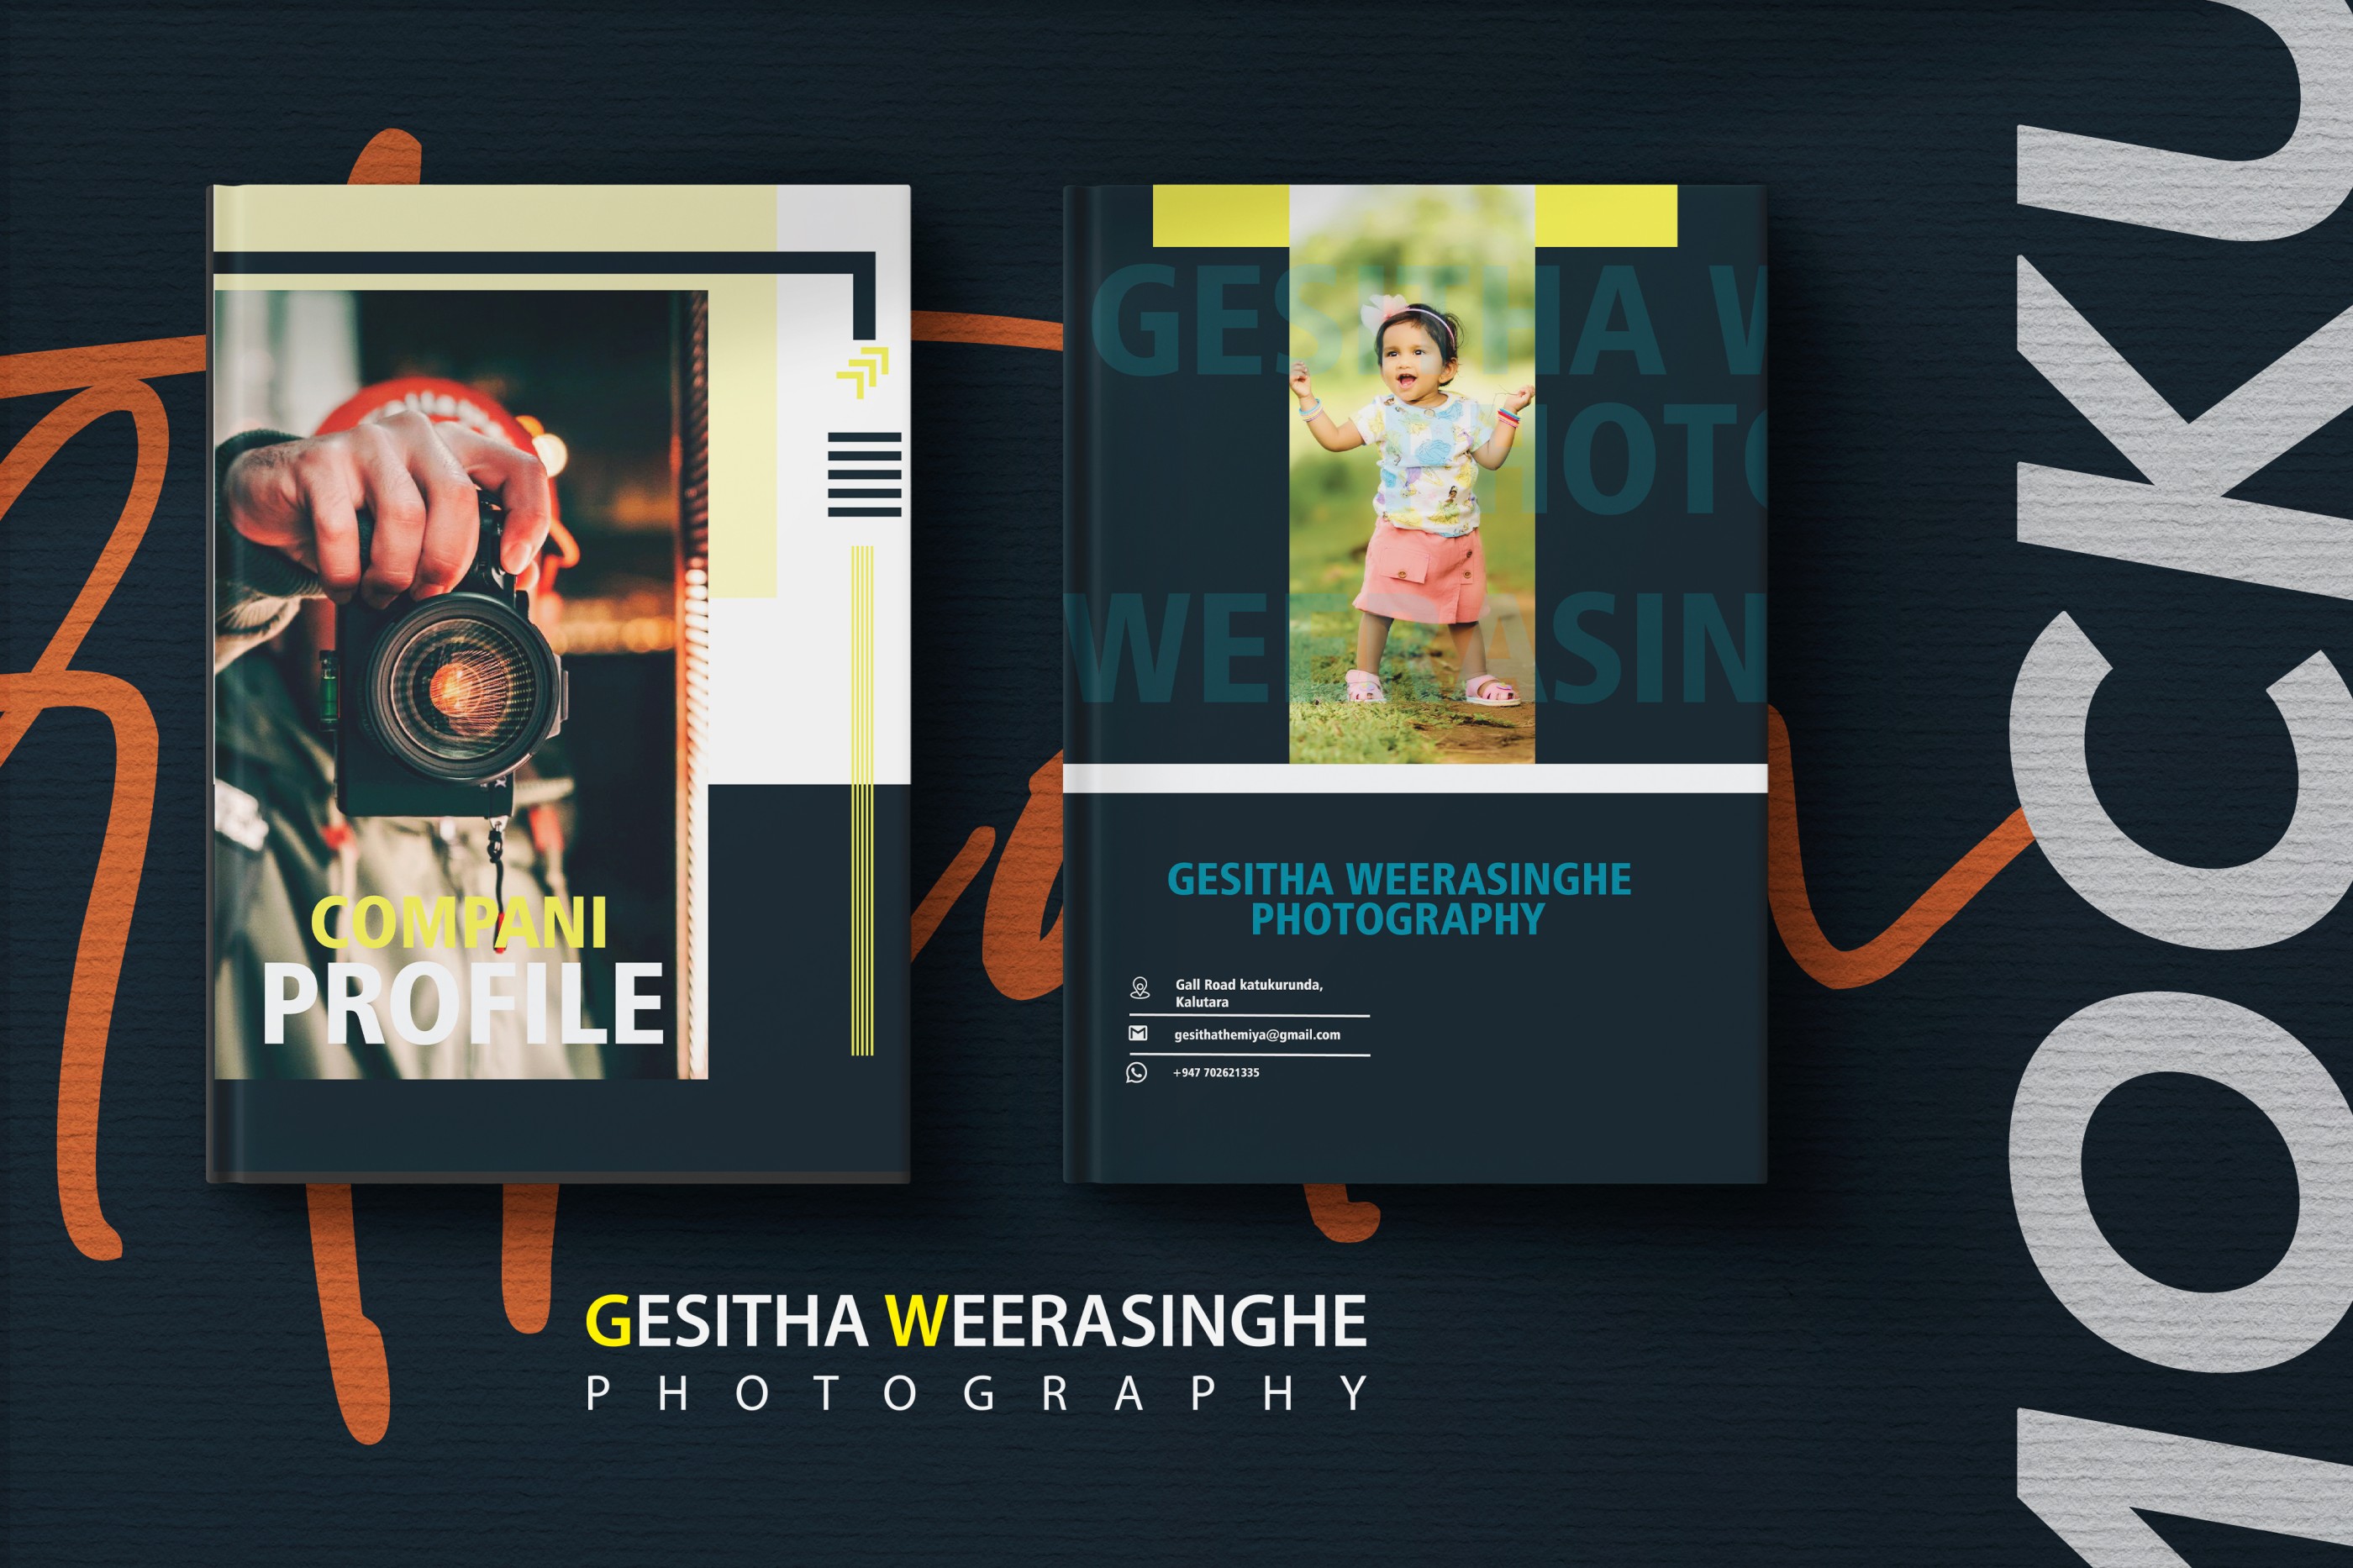 COMPANI
PROFILE
GESITHA W
PHOTO
WEERASIN
GESITHA WEERASINGHE
PHOTOGRAPHY
Gall Road katukurunda,
Kalutara
gesithathemiya@gmail.com
+947 702621335
GESITHA WEERASINGHE
PHOTOGRAPHY
MOCKU